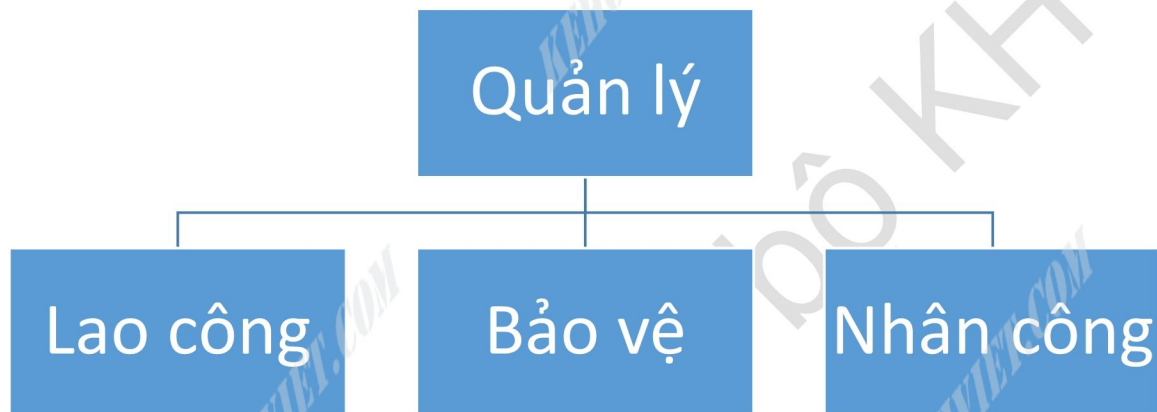 Quản lý
Lao công
Bảo vệ
Nhân công